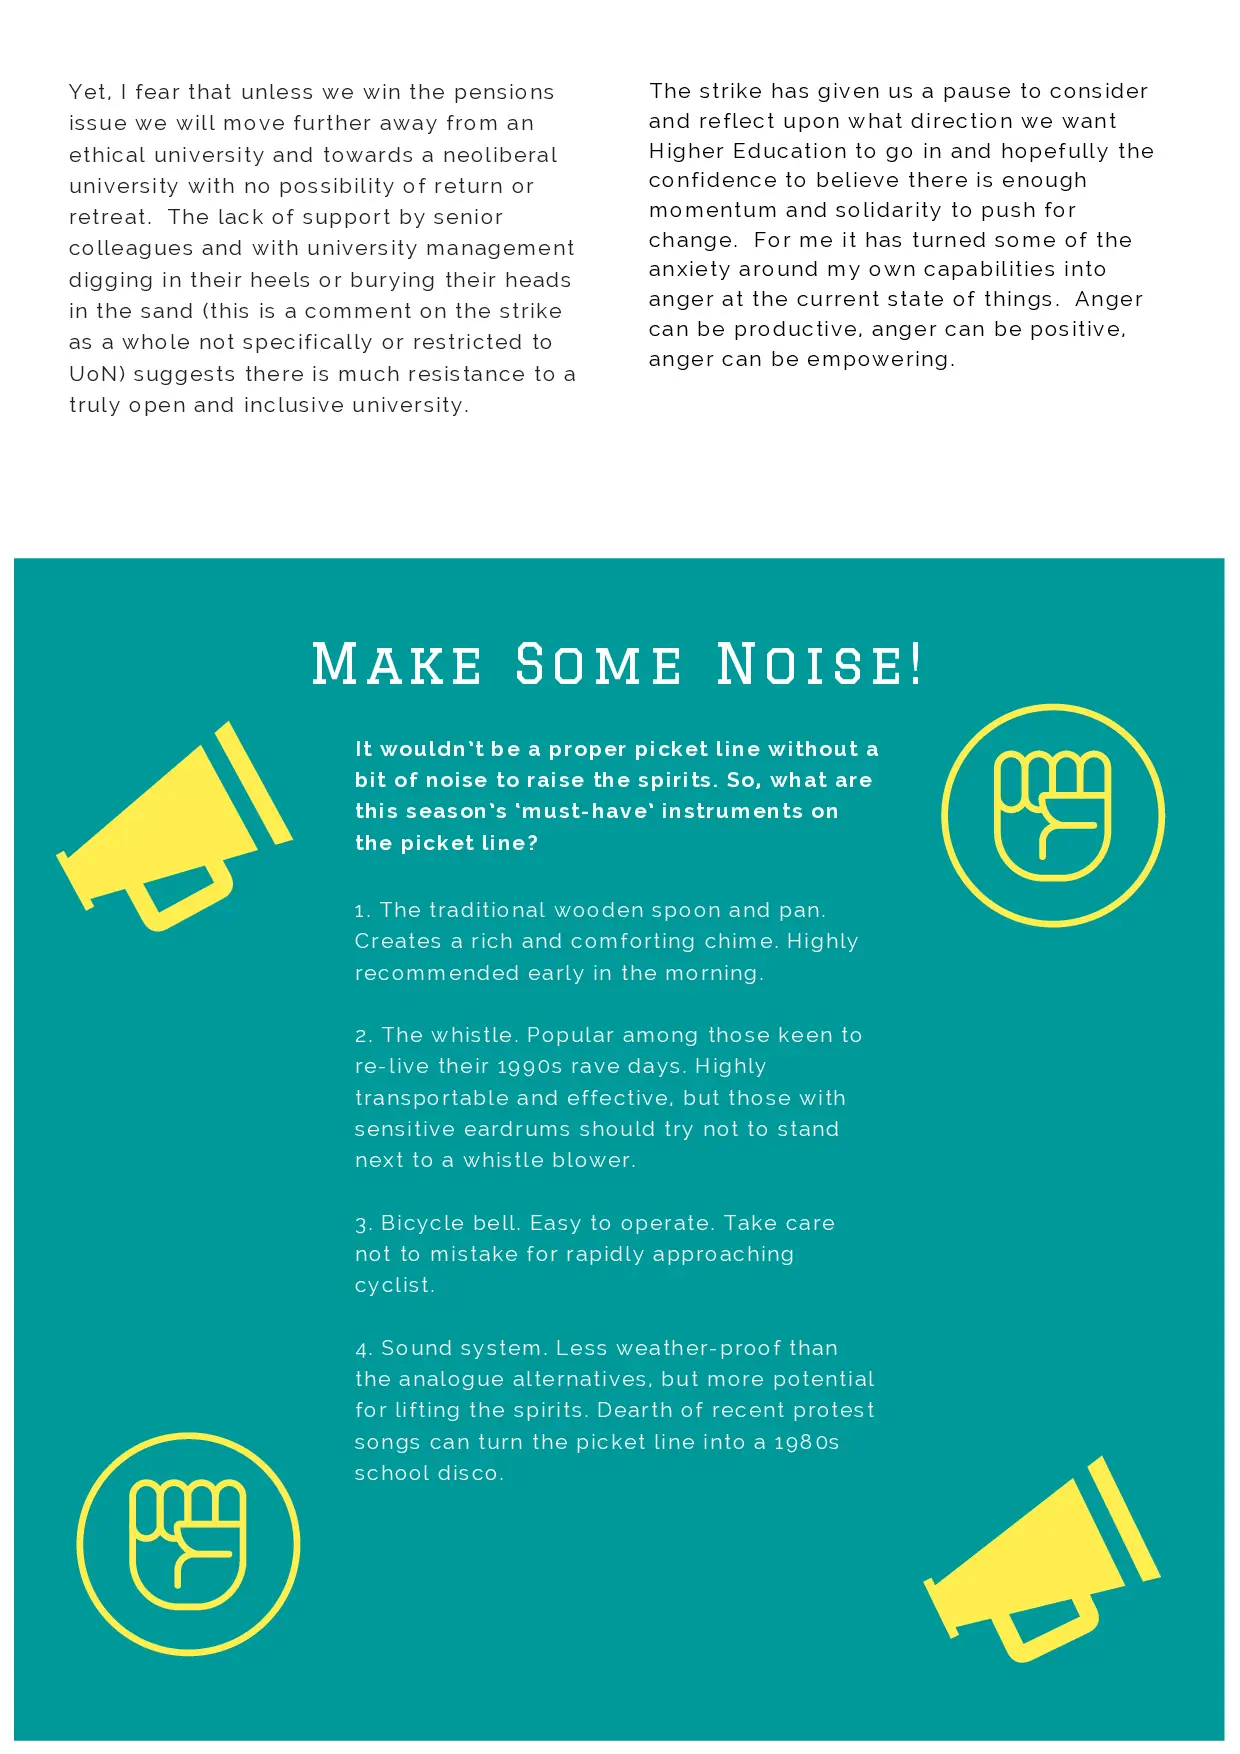 Yet, I fear that unless we win the pensions
issue we will move further away from an
ethical university and towards a neoliberal
university with no possibility of return or
retreat.  The lack of support by senior
colleagues and with university management
digging in their heels or burying their heads
in the sand (this is a comment on the strike
as a whole not specifically or restricted to
UoN) suggests there is much resistance to a
truly open and inclusive university.
The strike has given us a pause to consider
and reflect upon what direction we want
Higher Education to go in and hopefully the
confidence to believe there is enough
momentum and solidarity to push for
change.  For me it has turned some of the
anxiety around my own capabilities into
anger at the current state of things.  Anger
can be productive, anger can be positive,
anger can be empowering.
Make Some Noise!
It wouldn't be a proper picket line without a
bit of noise to raise the spirits. So, what are
this season's 'must-have' instruments on
the picket line?
1. The traditional wooden spoon and pan.
Creates a rich and comforting chime. Highly
recommended early in the morning.
2. The whistle. Popular among those keen to
re-live their 1990s rave days. Highly
transportable and effective, but those with
sensitive eardrums should try not to stand
next to a whistle blower.
3. Bicycle bell. Easy to operate. Take care
not to mistake for rapidly approaching
cyclist.
4. Sound system. Less weather-proof than
the analogue alternatives, but more potential
for lifting the spirits. Dearth of recent protest
songs can turn the picket line into a 1980s
school disco.